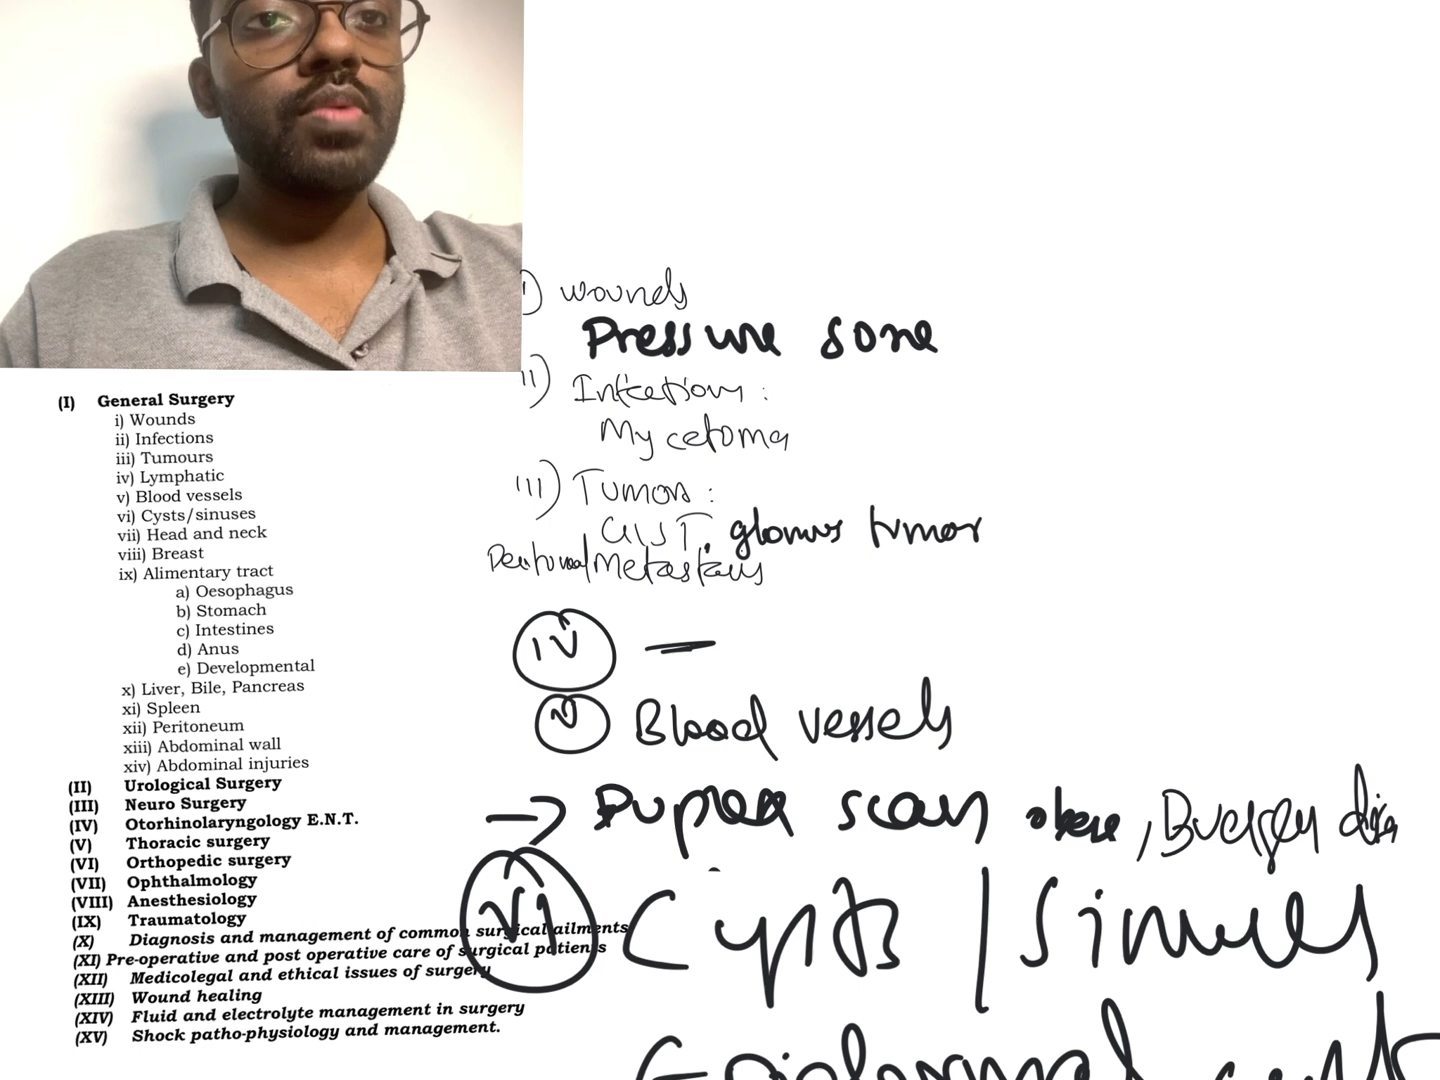 (I) General Surgery
i) Wounds
ii) Infections
iii) Tumours
iv) Lymphatic
v) Blood vessels
vi) Cysts/sinuses
vii) Head and neck
viii) Breast
ix) Alimentary tract
a) Oesophagus
b) Stomach
c) Intestines
d) Anus
e) Developmental
x) Liver, Bile, Pancreas
xi) Spleen
xii) Peritoneum
xiii) Abdominal wall
xiv) Abdominal injuries
(II) Urological Surgery
(III) Neuro Surgery
(IV) Otorhinolaryngology E.N.T.
(V) Thoracic surgery
(VI) Orthopedic surgery
(VII) Ophthalmology
(VIII) Anesthesiology
(IX) Traumatology
(X) Diagnosis and management of common surgical ailments
(XI) Pre-operative and post operative care of surgical patients
(XII) Medicolegal and ethical issues of surgery
(XIII) Wound healing
(XIV) Fluid and electrolyte management in surgery
(XV) Shock patho-physiology and management.
) wounds
Pressure sore
II) Infections:
Mycetoma
III) Tumors:
GIST, glomus tumor
Peritoneal Metastasis
IV —
V Blood vessels
→ Duplex scan obese, Buerger
VI Cysts / Sinuses
Epidermal cyst